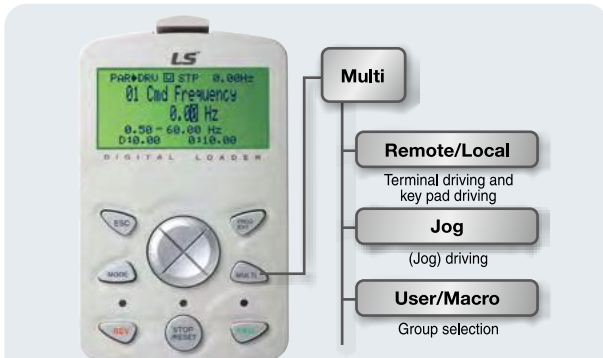 LS
PAR➧DRV U STP 0.00Hz
01 Cmd Frequency
0.00 Hz
0.50 ~ 60.00 Hz
D:0.00 C:10.00
DIGITAL LOADER
ESC
PROG
ENT
MODE
MULTI
REV
STOP
/RESET
FWD
Multi
Remote/Local
Terminal driving and
key pad driving
Jog
(Jog) driving
User/Macro
Group selection